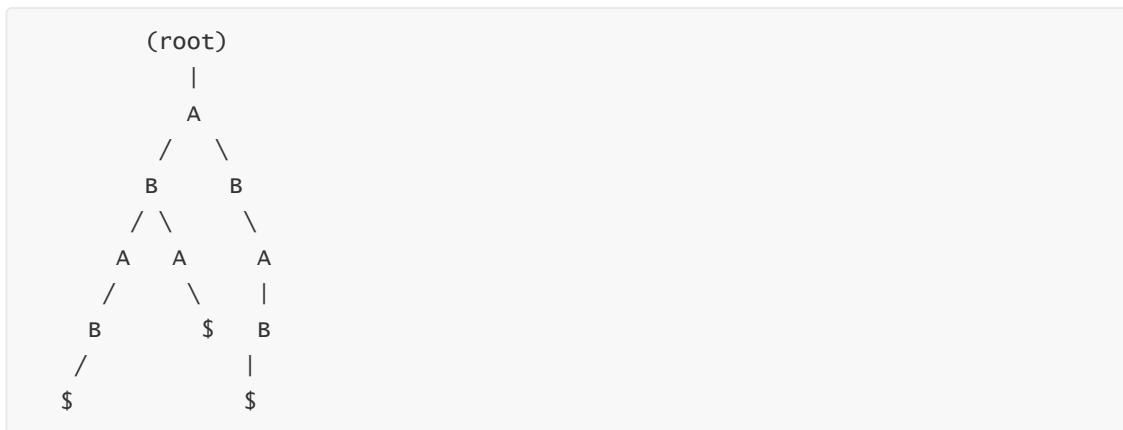 (root)
|
A
/ \
B B
/ \ \
A A A
/ \ |
B $ B
/ |
$ $